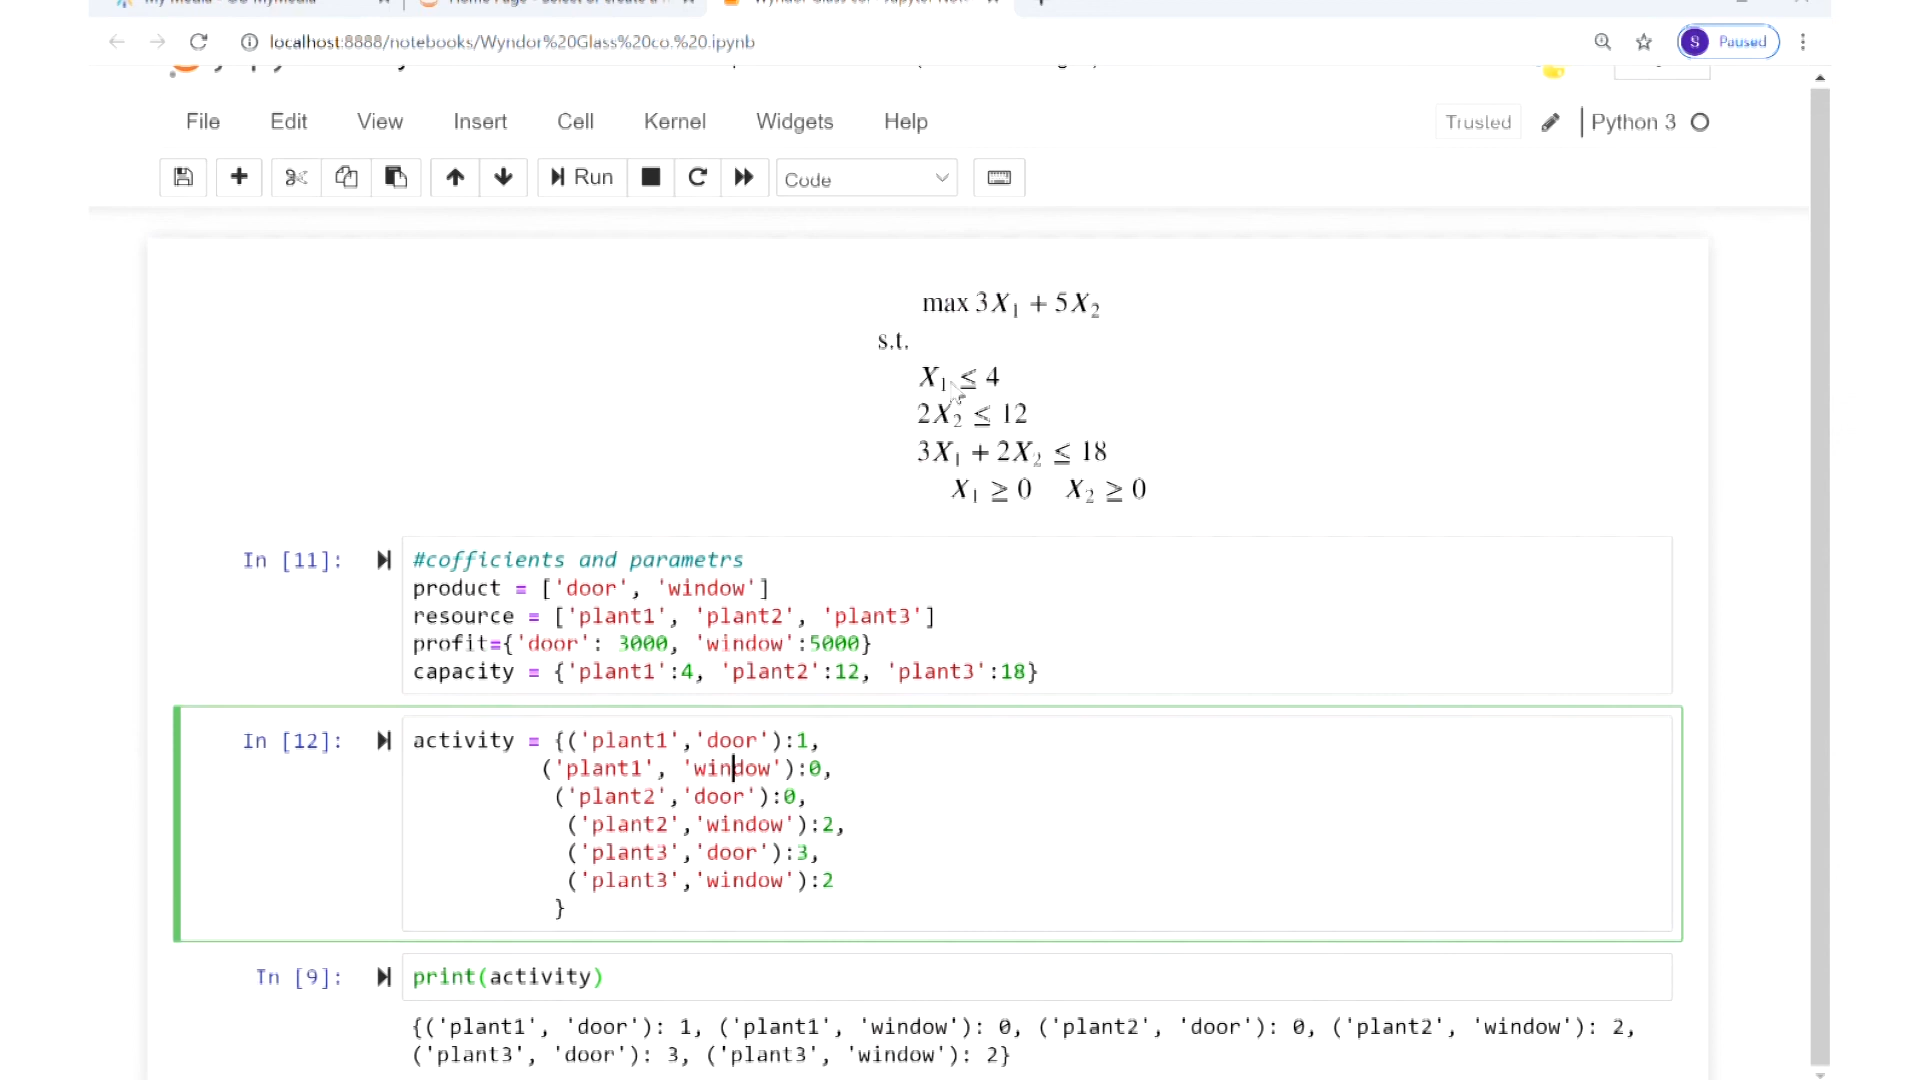 localhost:8888/notebooks/Wyndor%20Glass%20co.%20.ipynb
S Paused
File Edit View Insert Cell Kernel Widgets Help Trusted Python 3
Run Code
max 3X₁ + 5X₂
s.t.
X₁ ≤ 4
2X₂ ≤ 12
3X₁ + 2X₂ ≤ 18
X₁ ≥ 0 X₂ ≥ 0
In [11]: #cofficients and parametrs
product = ['door', 'window']
resource = ['plant1', 'plant2', 'plant3']
profit={'door': 3000, 'window':5000}
capacity = {'plant1':4, 'plant2':12, 'plant3':18}
In [12]: activity = {('plant1','door'):1,
('plant1', 'window'):0,
('plant2','door'):0,
('plant2','window'):2,
('plant3','door'):3,
('plant3','window'):2
}
In [9]: print(activity)
{('plant1', 'door'): 1, ('plant1', 'window'): 0, ('plant2', 'door'): 0, ('plant2', 'window'): 2,
('plant3', 'door'): 3, ('plant3', 'window'): 2}